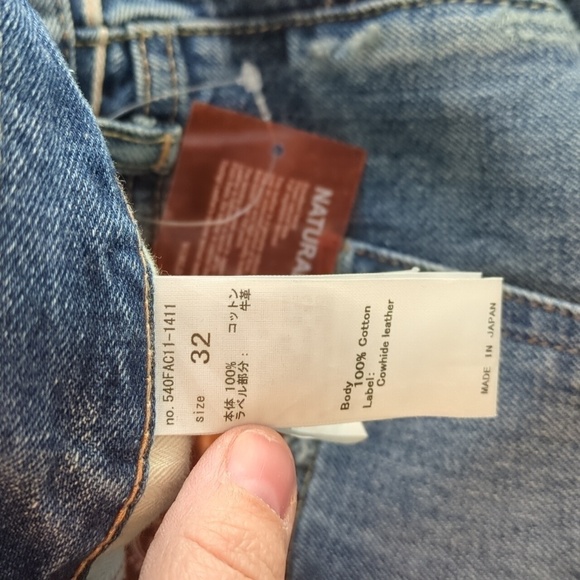 no. 540FAC11-1411
size 32
本体 100% コットン
ラベル部分: 牛革
Body
100% Cotton
Label:
Cowhide leather
MADE IN JAPAN
NATURA